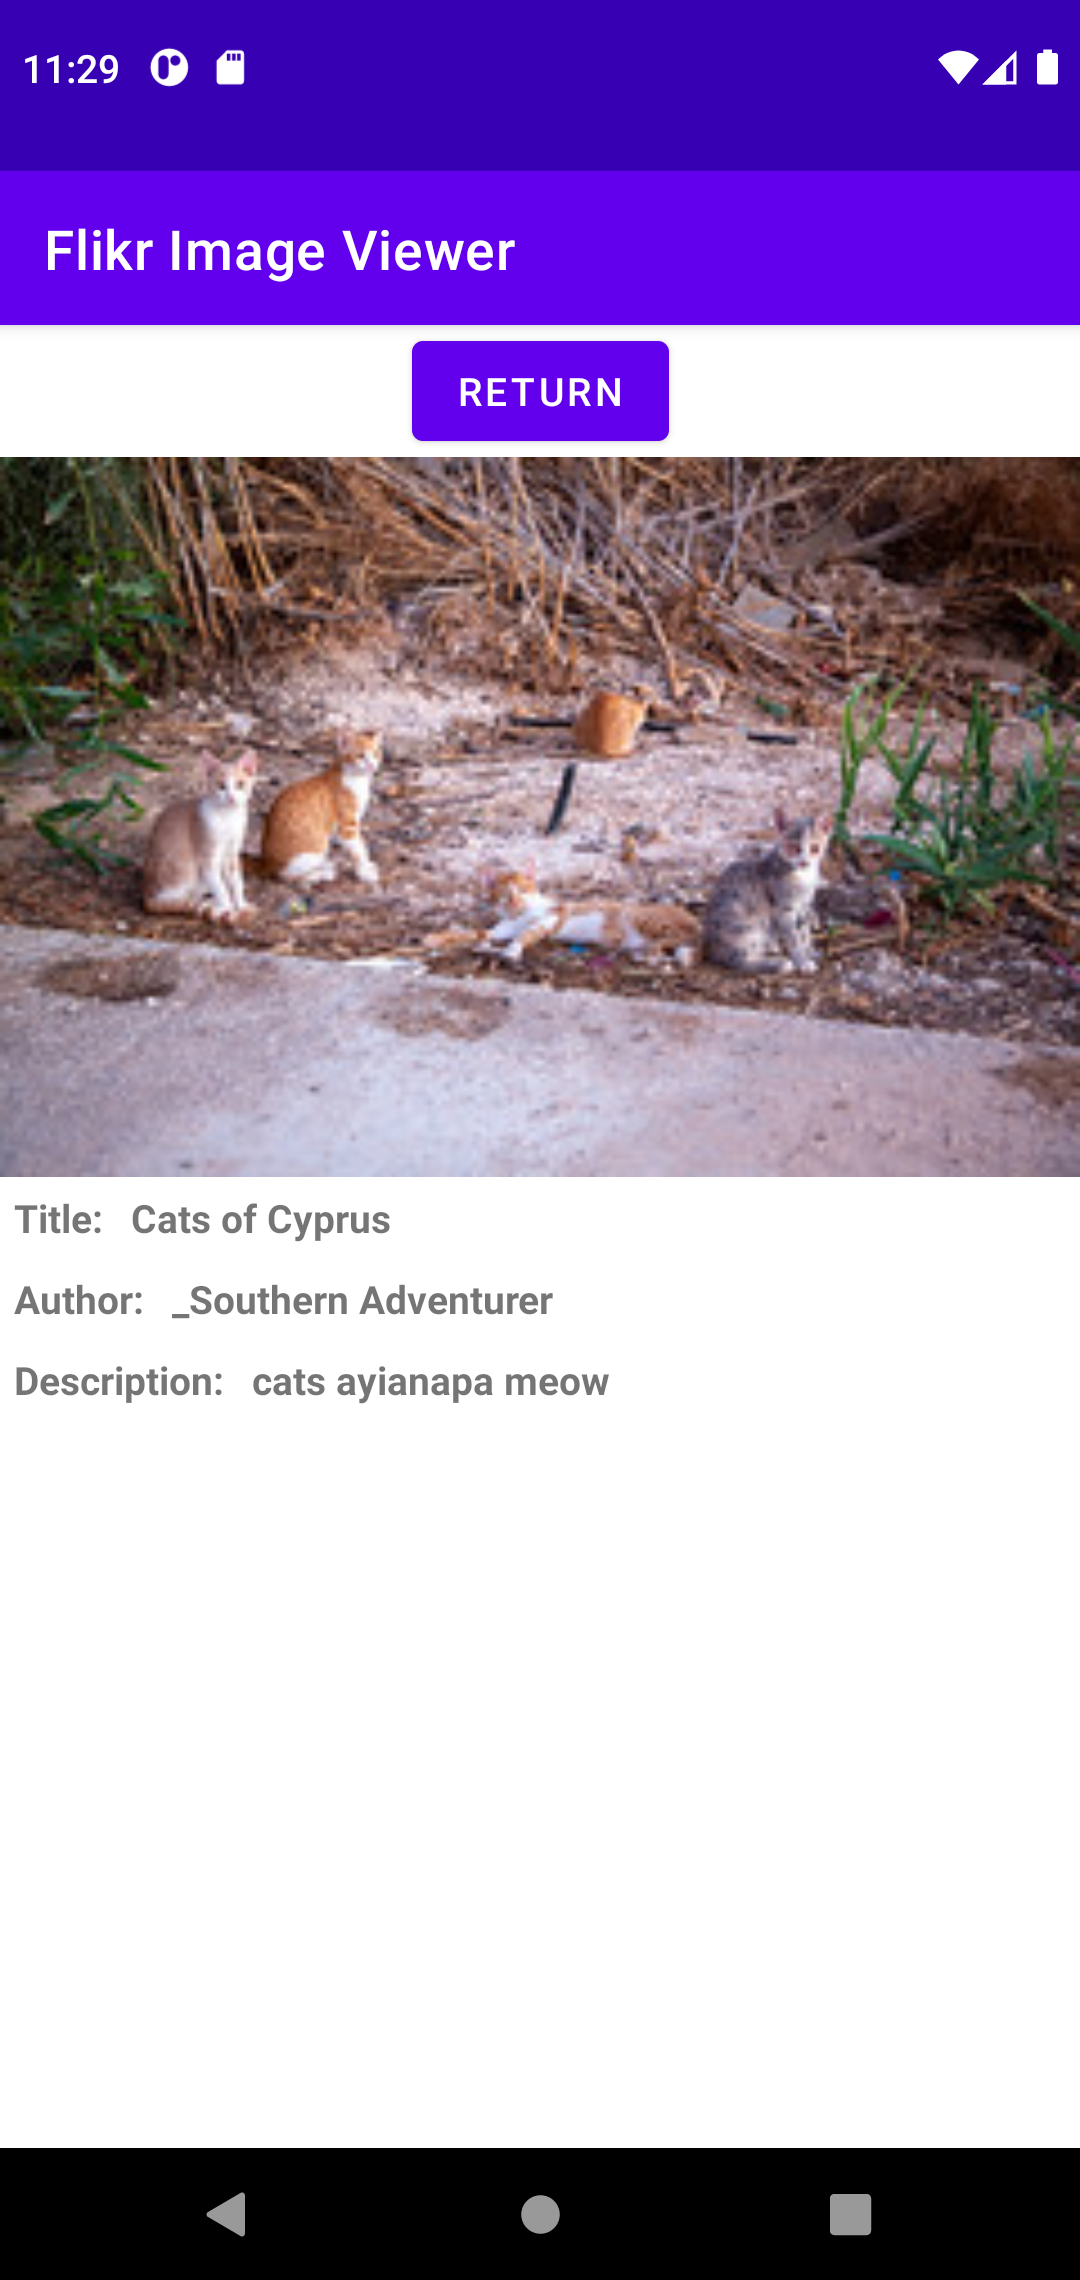 11:29
Flikr Image Viewer
RETURN
Title: Cats of Cyprus
Author: _Southern Adventurer
Description: cats ayianapa meow